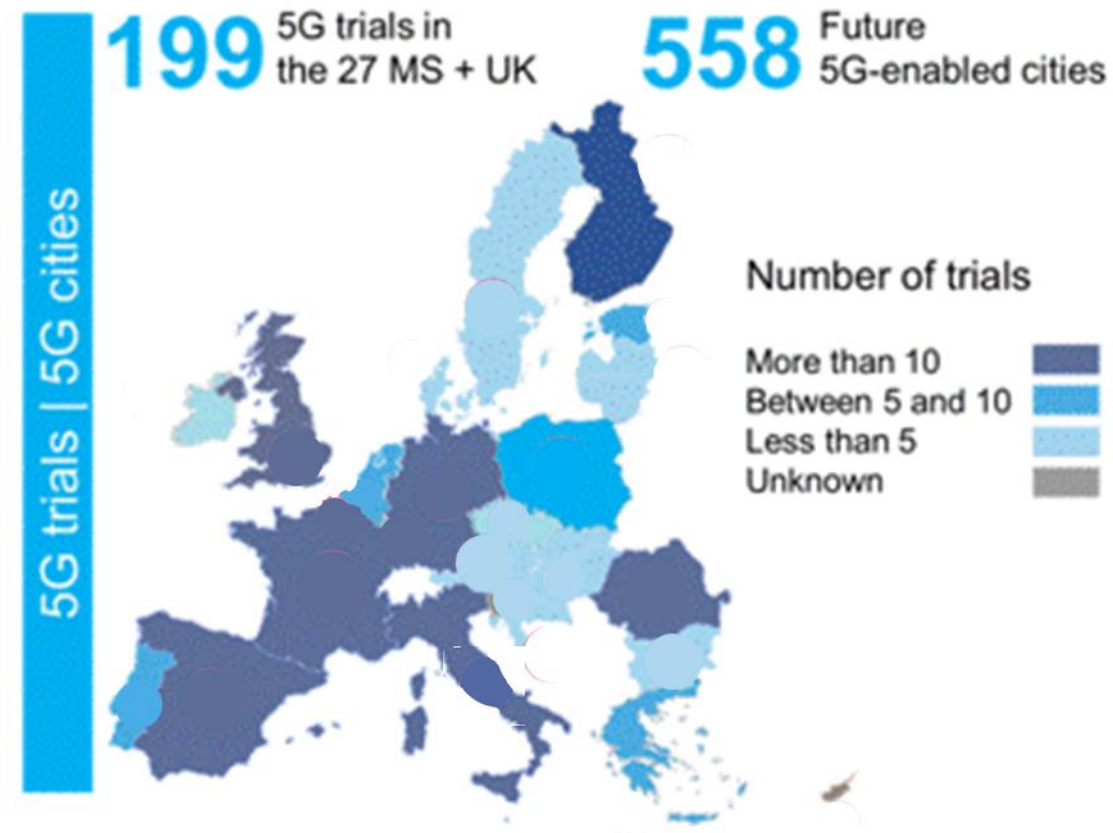 5G trials | 5G cities
199 5G trials in
the 27 MS + UK
558 Future
5G-enabled cities
Number of trials
More than 10
Between 5 and 10
Less than 5
Unknown